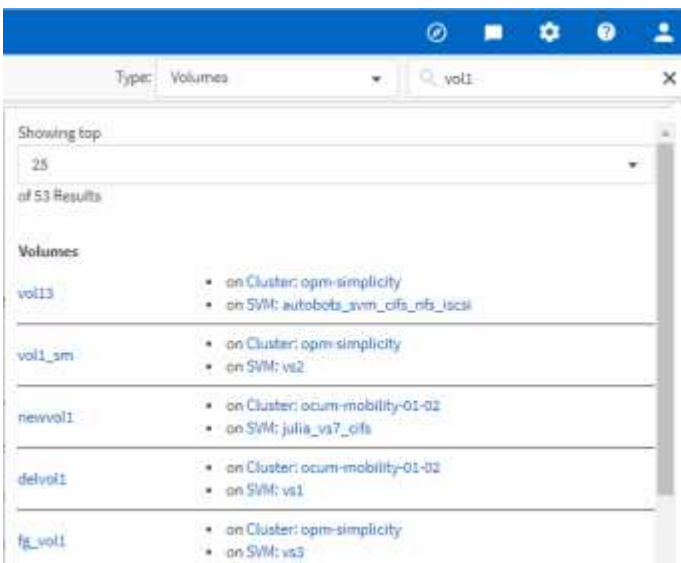 Type: Volumes vol1
Showing top
25
of 53 Results
Volumes
vol13
on Cluster: opm-simplicity
on SVM: autobots_svm_cifs_nfs_iscsi
vol1_sm
on Cluster: opm-simplicity
on SVM: vs2
newvol1
on Cluster: ocum-mobility-01-02
on SVM: julia_vs7_cifs
delvol1
on Cluster: ocum-mobility-01-02
on SVM: vs1
fg_vol1
on Cluster: opm-simplicity
on SVM: vs3